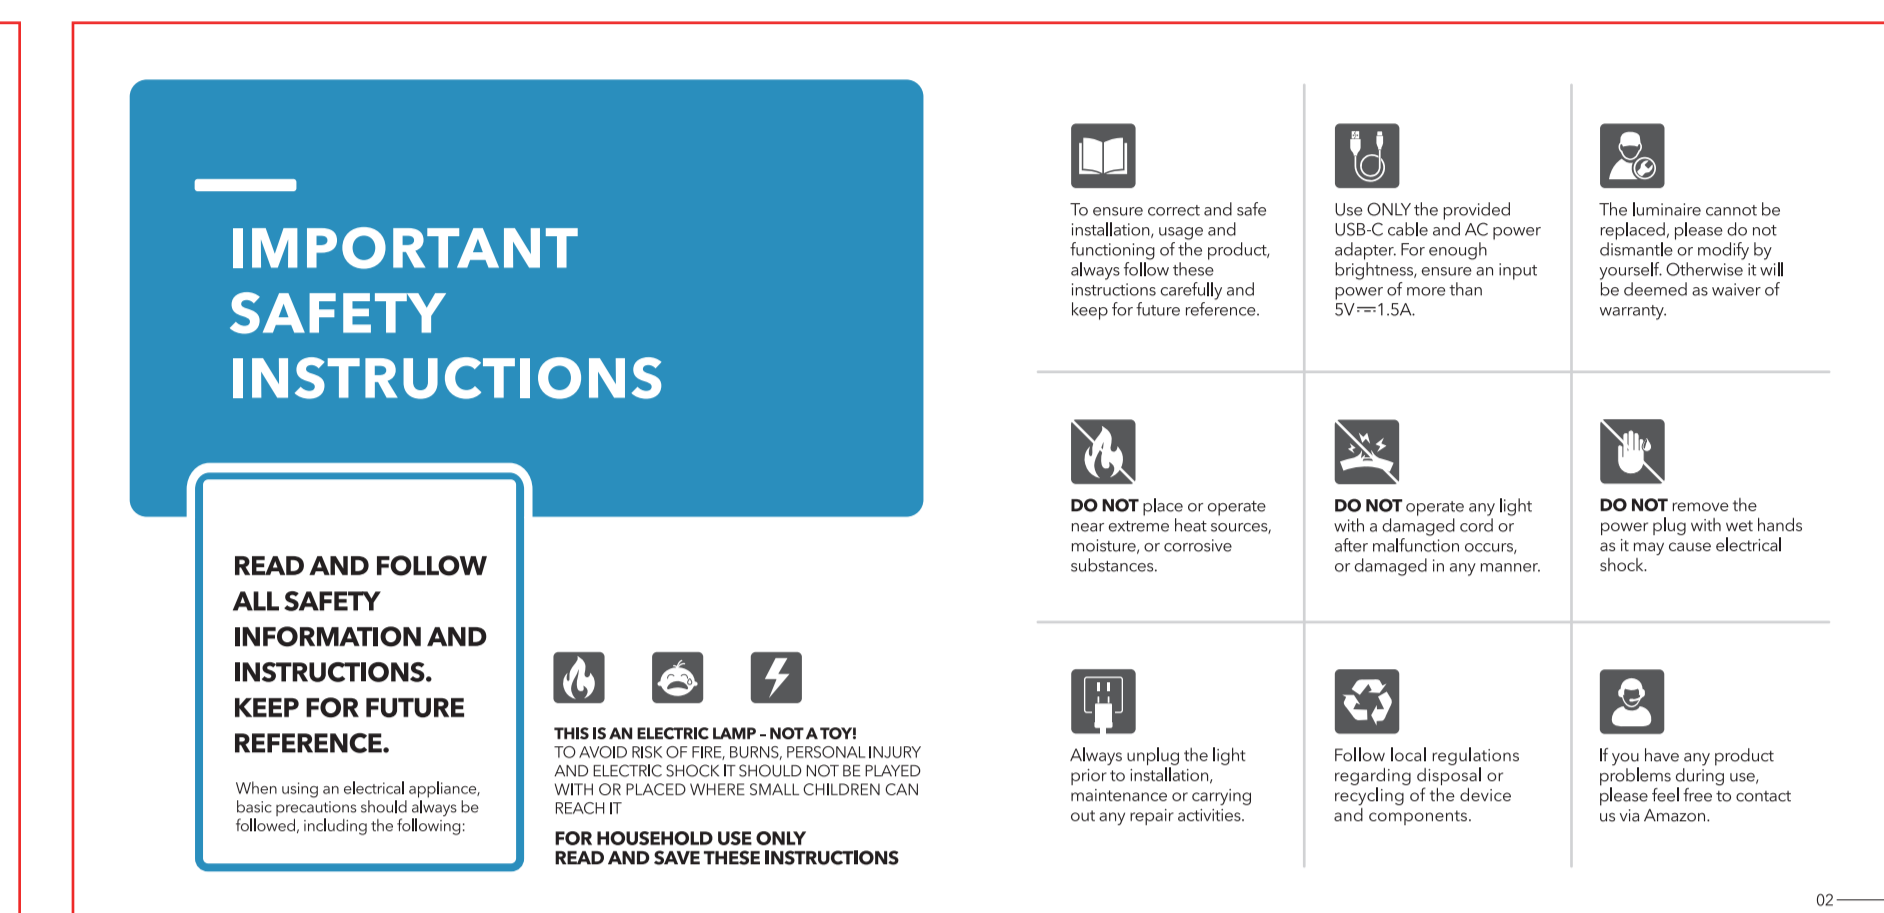 IMPORTANT
SAFETY
INSTRUCTIONS
READ AND FOLLOW
ALL SAFETY
INFORMATION AND
INSTRUCTIONS.
KEEP FOR FUTURE
REFERENCE.
When using an electrical appliance,
basic precautions should always be
followed, including the following:
THIS IS AN ELECTRIC LAMP – NOT A TOY!
TO AVOID RISK OF FIRE, BURNS, PERSONAL INJURY
AND ELECTRIC SHOCK IT SHOULD NOT BE PLAYED
WITH OR PLACED WHERE SMALL CHILDREN CAN
REACH IT
FOR HOUSEHOLD USE ONLY
READ AND SAVE THESE INSTRUCTIONS
To ensure correct and safe
installation, usage and
functioning of the product,
always follow these
instructions carefully and
keep for future reference.
Use ONLY the provided
USB-C cable and AC power
adapter. For enough
brightness, ensure an input
power of more than
5V⎓1.5A.
The luminaire cannot be
replaced, please do not
dismantle or modify by
yourself. Otherwise it will
be deemed as waiver of
warranty.
DO NOT place or operate
near extreme heat sources,
moisture, or corrosive
substances.
DO NOT operate any light
with a damaged cord or
after malfunction occurs,
or damaged in any manner.
DO NOT remove the
power plug with wet hands
as it may cause electrical
shock.
Always unplug the light
prior to installation,
maintenance or carrying
out any repair activities.
Follow local regulations
regarding disposal or
recycling of the device
and components.
If you have any product
problems during use,
please feel free to contact
us via Amazon.
02